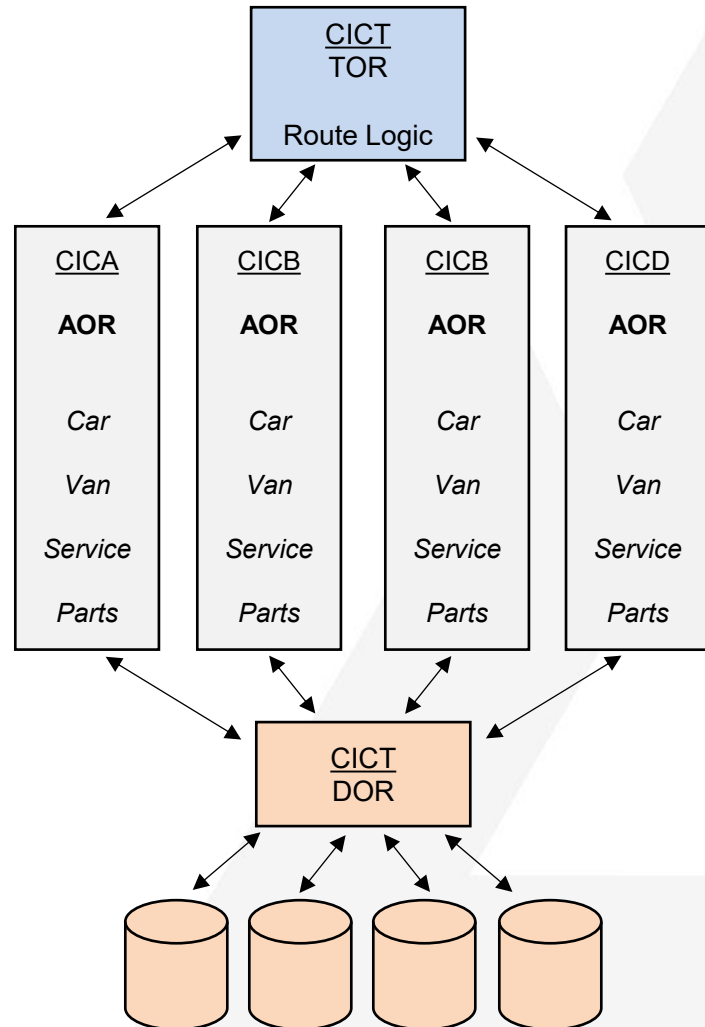 CICT
TOR
Route Logic
CICA
AOR
Car
Van
Service
Parts
CICB
AOR
Car
Van
Service
Parts
CICB
AOR
Car
Van
Service
Parts
CICD
AOR
Car
Van
Service
Parts
CICT
DOR